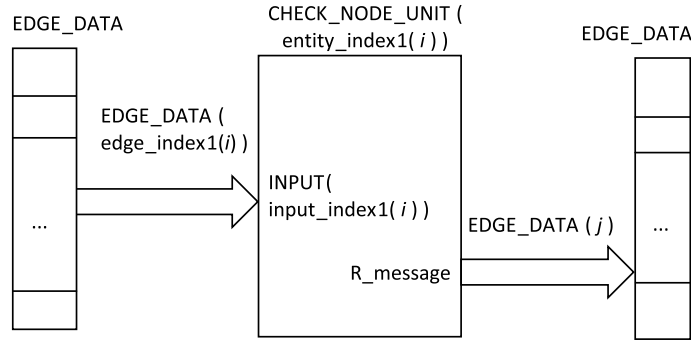 EDGE_DATA
CHECK_NODE_UNIT (
entity_index1( i ) )
EDGE_DATA
EDGE_DATA (
edge_index1(i) )
INPUT(
input_index1( i ) )
...
EDGE_DATA ( j )
...
R_message